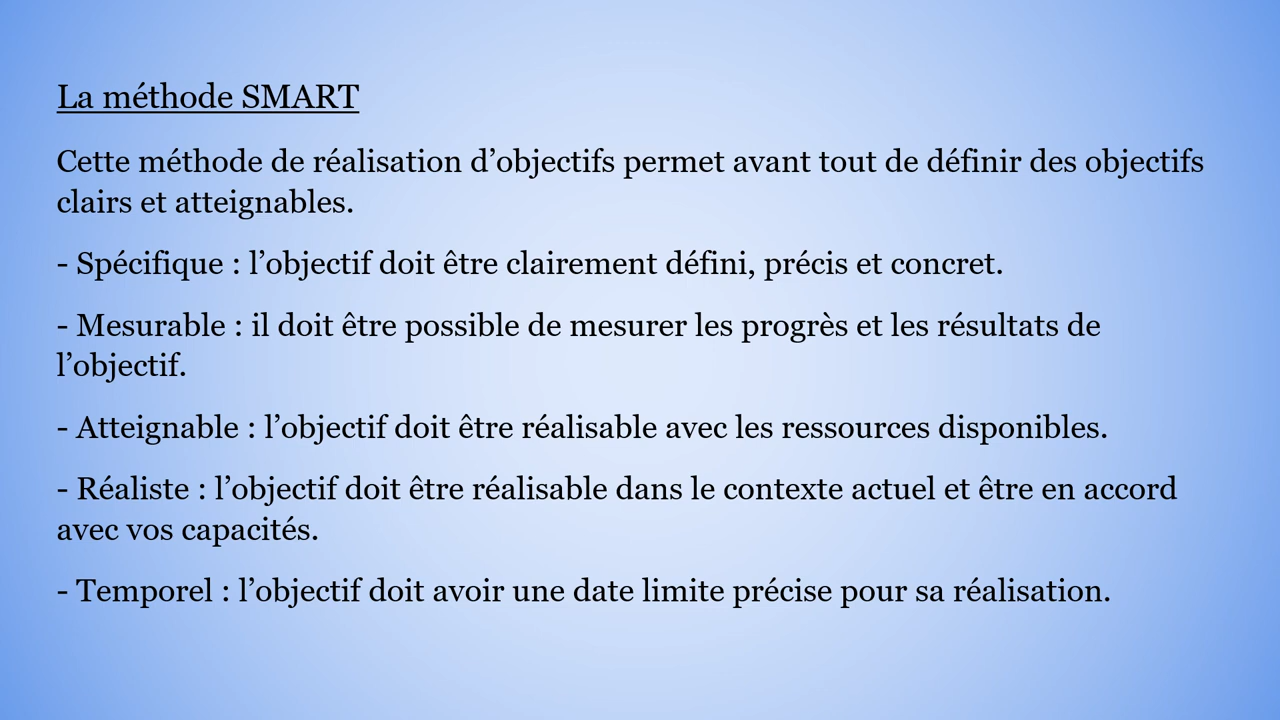 La méthode SMART
Cette méthode de réalisation d’objectifs permet avant tout de définir des objectifs
clairs et atteignables.
- Spécifique : l’objectif doit être clairement défini, précis et concret.
- Mesurable : il doit être possible de mesurer les progrès et les résultats de
l’objectif.
- Atteignable : l’objectif doit être réalisable avec les ressources disponibles.
- Réaliste : l’objectif doit être réalisable dans le contexte actuel et être en accord
avec vos capacités.
- Temporel : l’objectif doit avoir une date limite précise pour sa réalisation.